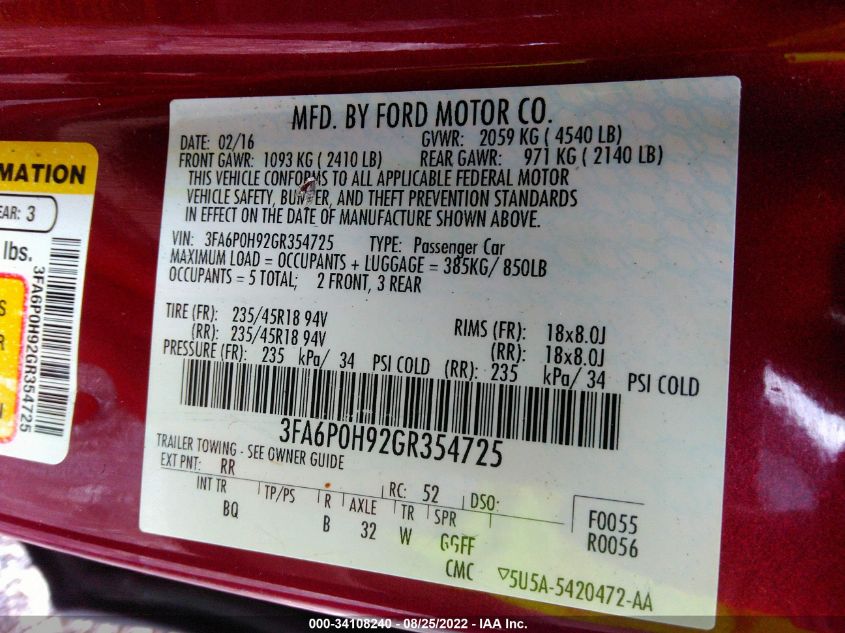 MFD. BY FORD MOTOR CO.
DATE: 02/16 GVWR: 2059 KG ( 4540 LB)
FRONT GAWR: 1093 KG ( 2410 LB) REAR GAWR: 971 KG ( 2140 LB)
THIS VEHICLE CONFORMS TO ALL APPLICABLE FEDERAL MOTOR
VEHICLE SAFETY, BUMPER, AND THEFT PREVENTION STANDARDS
IN EFFECT ON THE DATE OF MANUFACTURE SHOWN ABOVE.
VIN: 3FA6P0H92GR354725 TYPE: Passenger Car
MAXIMUM LOAD = OCCUPANTS + LUGGAGE = 385KG/ 850LB
OCCUPANTS = 5 TOTAL; 2 FRONT, 3 REAR
TIRE (FR): 235/45R18 94V RIMS (FR): 18x8.0J
(RR): 235/45R18 94V (RR): 18x8.0J
PRESSURE (FR): 235 kPa/ 34 PSI COLD (RR): 235 kPa/ 34 PSI COLD
3FA6P0H92GR354725
TRAILER TOWING - SEE OWNER GUIDE
EXT PNT: RR RC: 52 DSO:
INT TR TP/PS R AXLE TR SPR F0055
BQ B 32 W GGFF R0056
CMC ▽5U5A-5420472-AA
MATION
EAR: 3
lbs.
S
R
N
3FA6P0H92GR354725
000-34108240 - 08/25/2022 - IAA Inc.